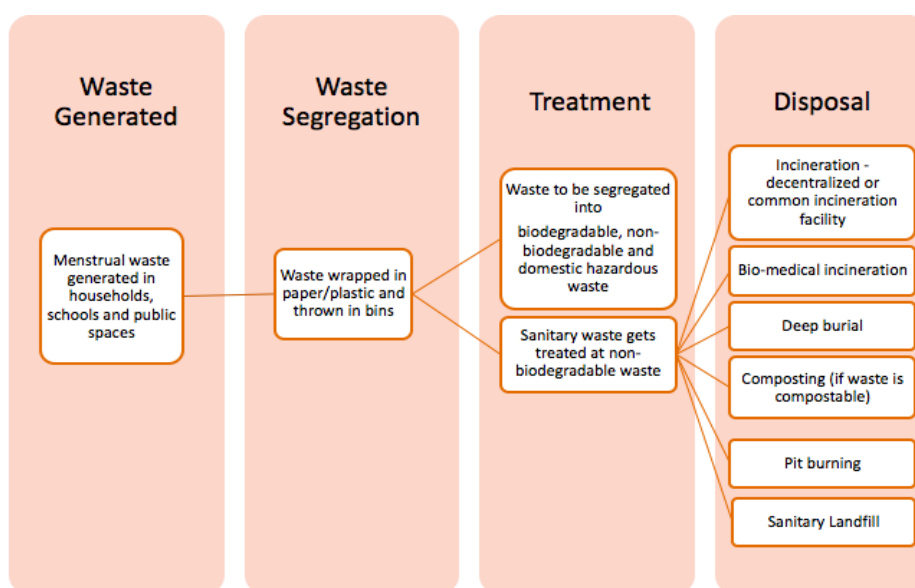 Waste
Generated
Menstrual waste
generated in
households,
schools and public
spaces
Waste
Segregation
Waste wrapped in
paper/plastic and
thrown in bins
Treatment
Waste to be segregated
into
biodegradable, non-
biodegradable and
domestic hazardous
waste
Sanitary waste gets
treated at non-
biodegradable waste
Disposal
Incineration -
decentralized or
common incineration
facility
Bio-medical incineration
Deep burial
Composting (if waste is
compostable)
Pit burning
Sanitary Landfill